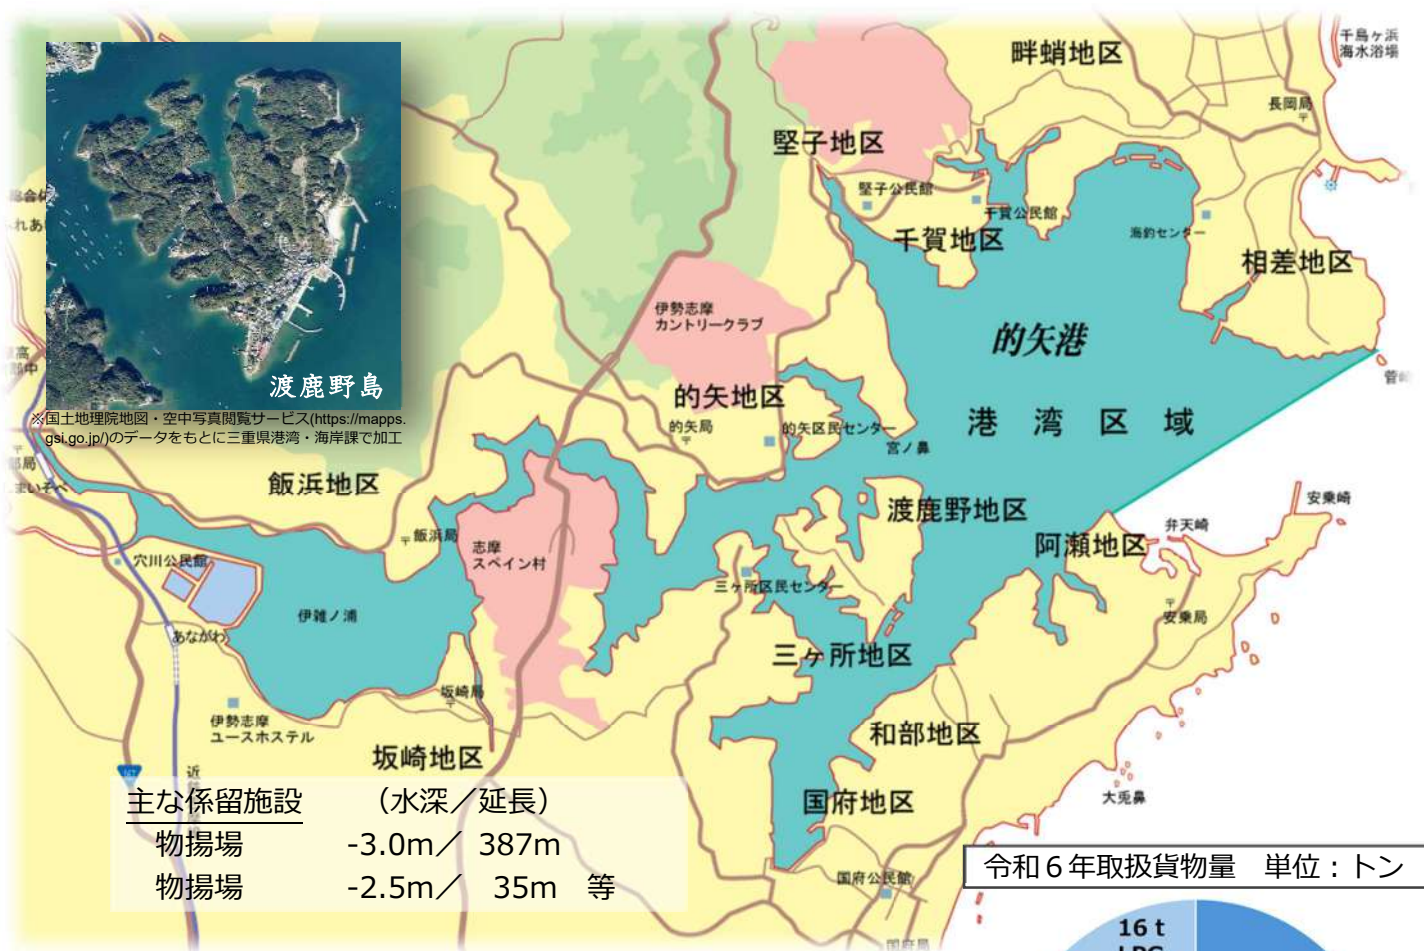 千鳥ヶ浜
海水浴場
畔蛸地区
長岡局
〒
堅子地区
堅子公民館
千賀公民館
千賀地区
海釣センター
相差地区
伊勢志摩
カントリークラブ
的矢港
渡鹿野島
※国土地理院地図・空中写真閲覧サービス(https://mapps.
gsi.go.jp/)のデータをもとに三重県港湾・海岸課で加工
的矢地区
的矢局
〒
的矢区民センター
港湾区域
宮ノ鼻
飯浜地区
渡鹿野地区
安乗崎
弁天崎
阿瀬地区
〒飯浜局
志摩
スペイン村
穴川公民館
三ヶ所区民センター
伊雑ノ浦
〒
安乗局
あながわ
三ヶ所地区
坂崎局
〒
伊勢志摩
ユースホステル
和部地区
坂崎地区
国府地区
大兎鼻
主な係留施設 （水深／延長）
物揚場 -3.0m／ 387m
物揚場 -2.5m／ 35m 等
国府公民館
令和６年取扱貨物量 単位：トン
16 t